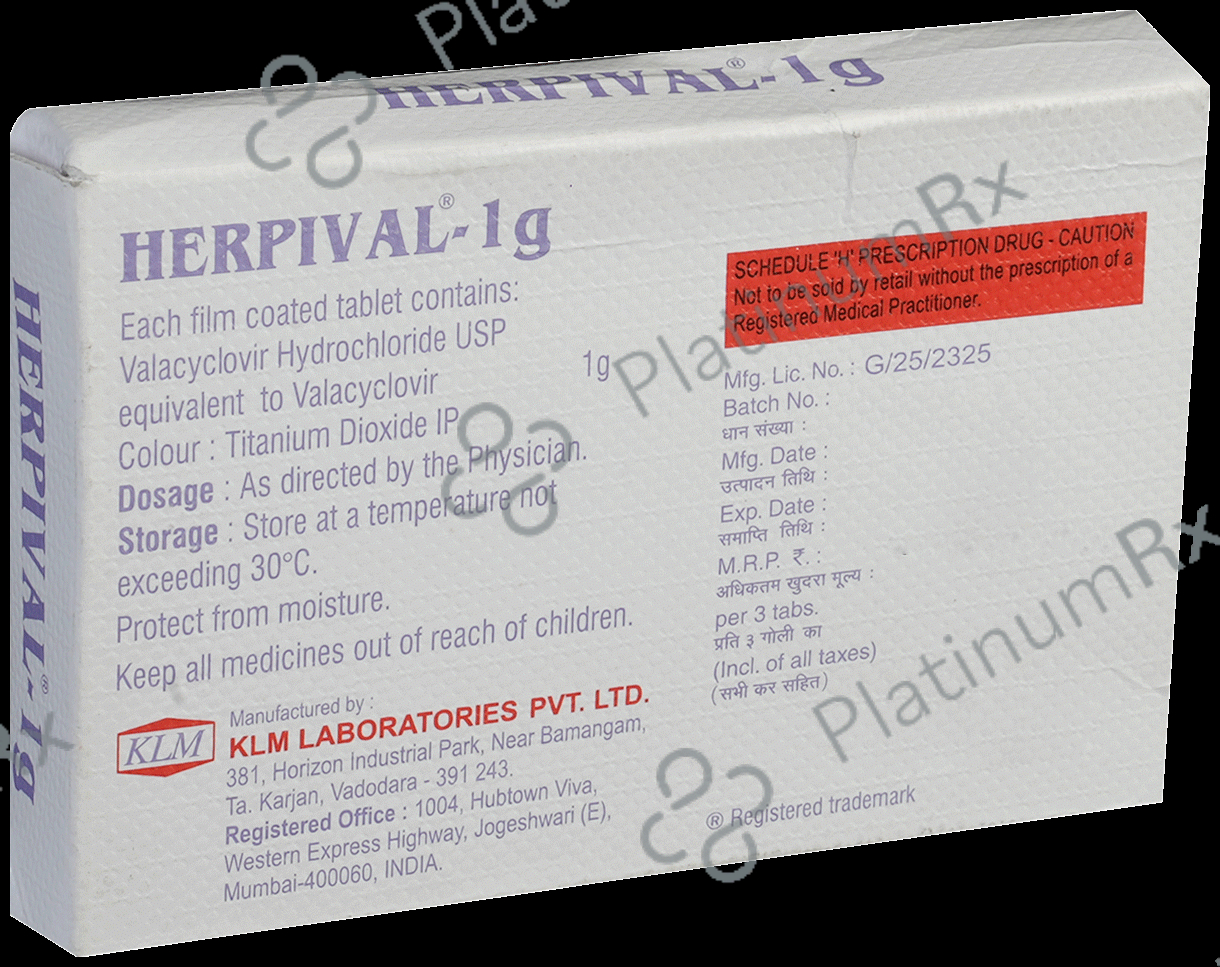 HERPIVAL®-1g
HERPIVAL®-1g
Each film coated tablet contains:
Valacyclovir Hydrochloride USP
equivalent to Valacyclovir 1g
Colour : Titanium Dioxide IP
Dosage : As directed by the Physician.
Storage : Store at a temperature not
exceeding 30°C.
Protect from moisture.
Keep all medicines out of reach of children.
KLM
Manufactured by :
KLM LABORATORIES PVT. LTD.
381, Horizon Industrial Park, Near Bamangam,
Ta. Karjan, Vadodara - 391 243.
Registered Office : 1004, Hubtown Viva,
Western Express Highway, Jogeshwari (E),
Mumbai-400060, INDIA.
SCHEDULE 'H' PRESCRIPTION DRUG - CAUTION
Not to be sold by retail without the prescription of a
Registered Medical Practitioner.
Mfg. Lic. No. : G/25/2325
Batch No. :
धान संख्या :
Mfg. Date :
उत्पादन तिथि :
Exp. Date :
समाप्ति तिथि :
M.R.P. ₹. :
अधिकतम खुदरा मूल्य :
per 3 tabs.
प्रति ३ गोली का
(Incl. of all taxes)
(सभी कर सहित)
® Registered trademark
HERPIVAL®-1g
PlatinumRx
PlatinumRx
Plat
Rx